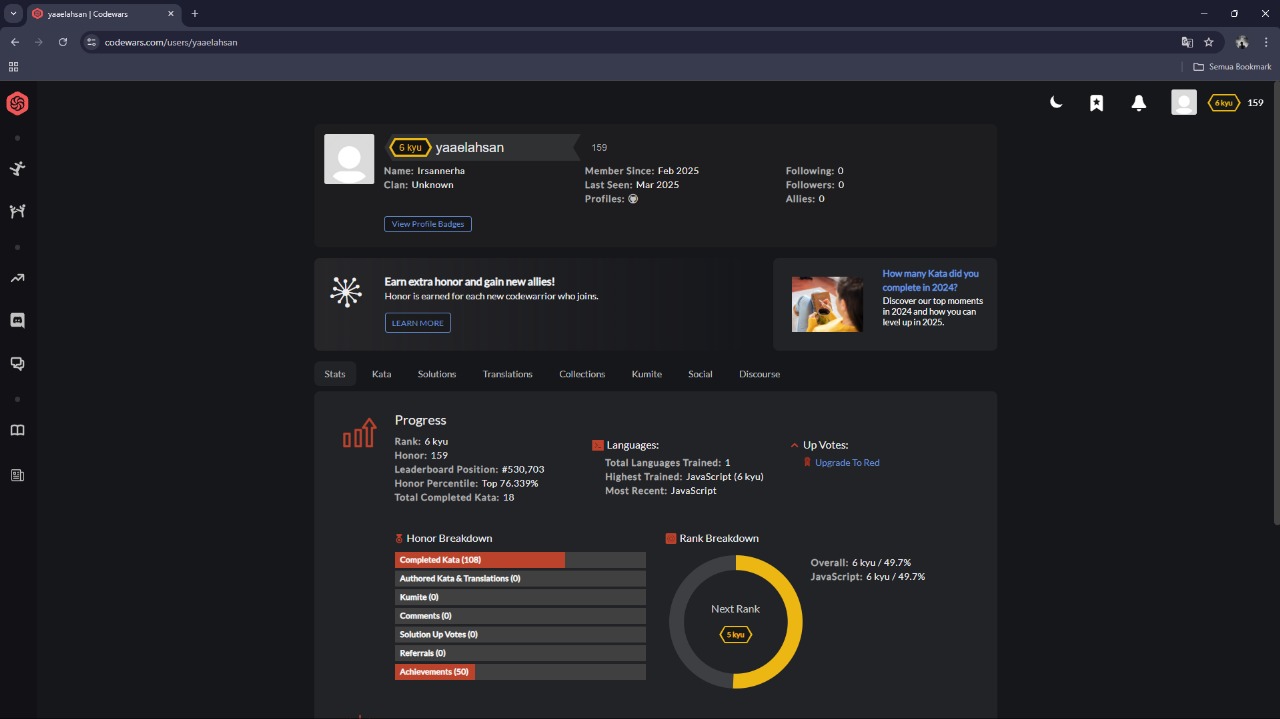 yaaelahsan | Codewars
codewars.com/users/yaaelahsan
Semua Bookmark
6 kyu 159
6 kyu yaaelahsan 159
Name: Irsannerha
Clan: Unknown
Member Since: Feb 2025
Last Seen: Mar 2025
Profiles:
Following: 0
Followers: 0
Allies: 0
View Profile Badges
Earn extra honor and gain new allies!
Honor is earned for each new codewarrior who joins.
LEARN MORE
How many Kata did you
complete in 2024?
Discover our top moments
in 2024 and how you can
level up in 2025.
Stats Kata Solutions Translations Collections Kumite Social Discourse
Progress
Rank: 6 kyu
Honor: 159
Leaderboard Position: #530,703
Honor Percentile: Top 76.339%
Total Completed Kata: 18
Languages:
Total Languages Trained: 1
Highest Trained: JavaScript (6 kyu)
Most Recent: JavaScript
Up Votes:
Upgrade To Red
Honor Breakdown
Completed Kata (108)
Authored Kata & Translations (0)
Kumite (0)
Comments (0)
Solution Up Votes (0)
Referrals (0)
Achievements (50)
Rank Breakdown
Next Rank
5 kyu
Overall: 6 kyu / 49.7%
JavaScript: 6 kyu / 49.7%